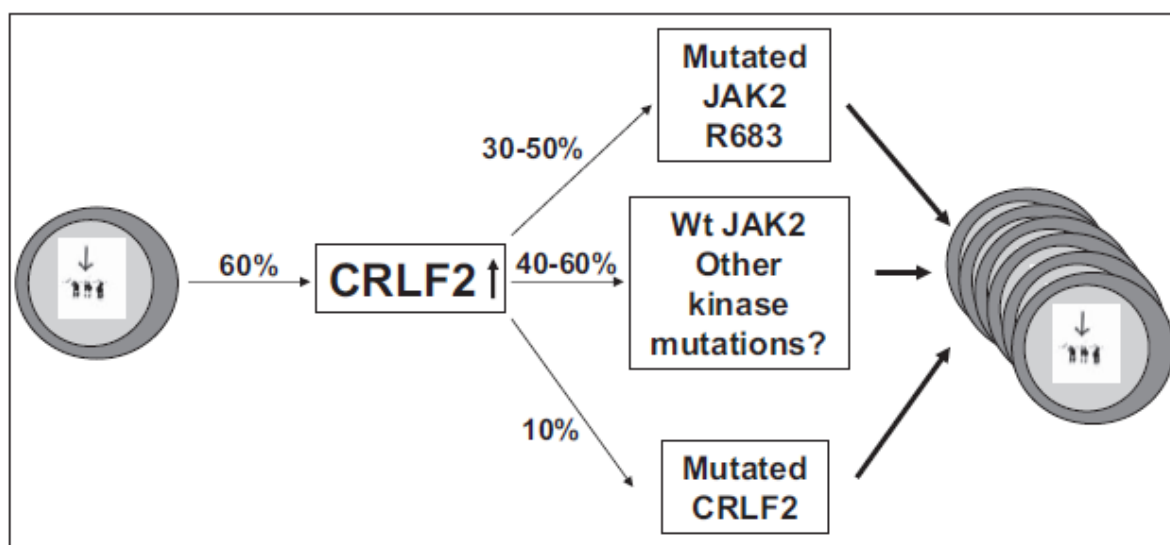 Mutated
JAK2
R683
30-50%
60%
CRLF2
40-60%
Wt JAK2
Other
kinase
mutations?
10%
Mutated
CRLF2